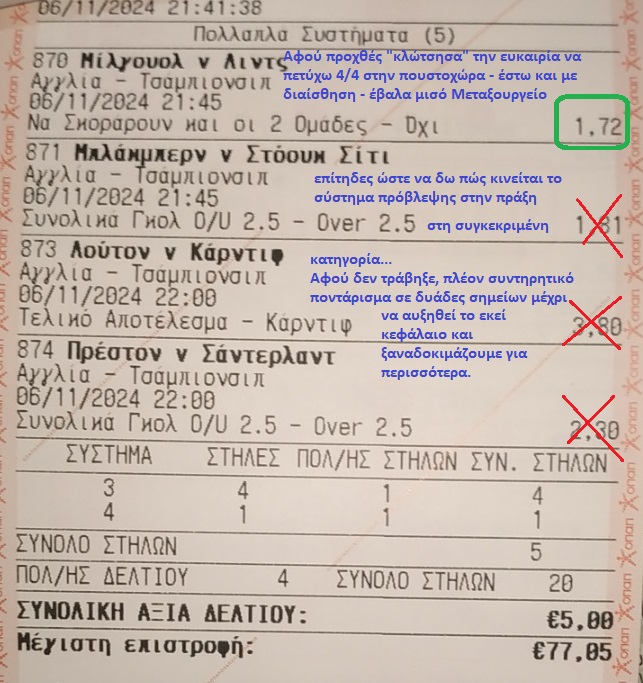 06/11/2024 21:41:38
Πολλαπλα Συστήματα (5)
870 Μίλγουολ ν Λιντς
Αφού προχθές "κλώτσησα" την ευκαιρία να
Αγγλία - Τσάμπιονσιπ
πετύχω 4/4 στην πουστοχώρα - έστω και με
06/11/2024 21:45
διαίσθηση - έβαλα μισό Μεταξουργείο
Να Σκοράρουν και οι 2 Ομάδες - Όχι 1,72
871 Μπλάκμπερν ν Στόουκ Σίτι
Αγγλία - Τσάμπιονσιπ
επίτηδες ώστε να δω πώς κινείται το
06/11/2024 21:45
σύστημα πρόβλεψης στην πράξη
Συνολικά Γκολ O/U 2.5 - Over 2.5 στη συγκεκριμένη 1,81
873 Λούτον ν Κάρντιφ
κατηγορία...
Αγγλία - Τσάμπιονσιπ
Αφού δεν τράβηξε, πλέον συντηρητικό
06/11/2024 22:00
ποντάρισμα σε δυάδες σημείων μέχρι
Τελικό Αποτέλεσμα - Κάρντιφ 3,80
να αυξηθεί το εκεί
κεφάλαιο και
874 Πρέστον ν Σάντερλαντ
ξαναδοκιμάζουμε για
Αγγλία - Τσάμπιονσιπ
περισσότερα.
06/11/2024 22:00
Συνολικά Γκολ O/U 2.5 - Over 2.5 2,30
ΣΥΣΤΗΜΑ ΣΤΗΛΕΣ ΠΟΛ/ΗΣ ΣΤΗΛΩΝ ΣΥΝ. ΣΤΗΛΩΝ
3 4 1 4
4 1 1 1
ΣΥΝΟΛΟ ΣΤΗΛΩΝ 5
ΠΟΛ/ΗΣ ΔΕΛΤΙΟΥ 4 ΣΥΝΟΛΟ ΣΤΗΛΩΝ 20
ΣΥΝΟΛΙΚΗ ΑΞΙΑ ΔΕΛΤΙΟΥ: €5,00
Μέγιστη επιστροφή: €77,05